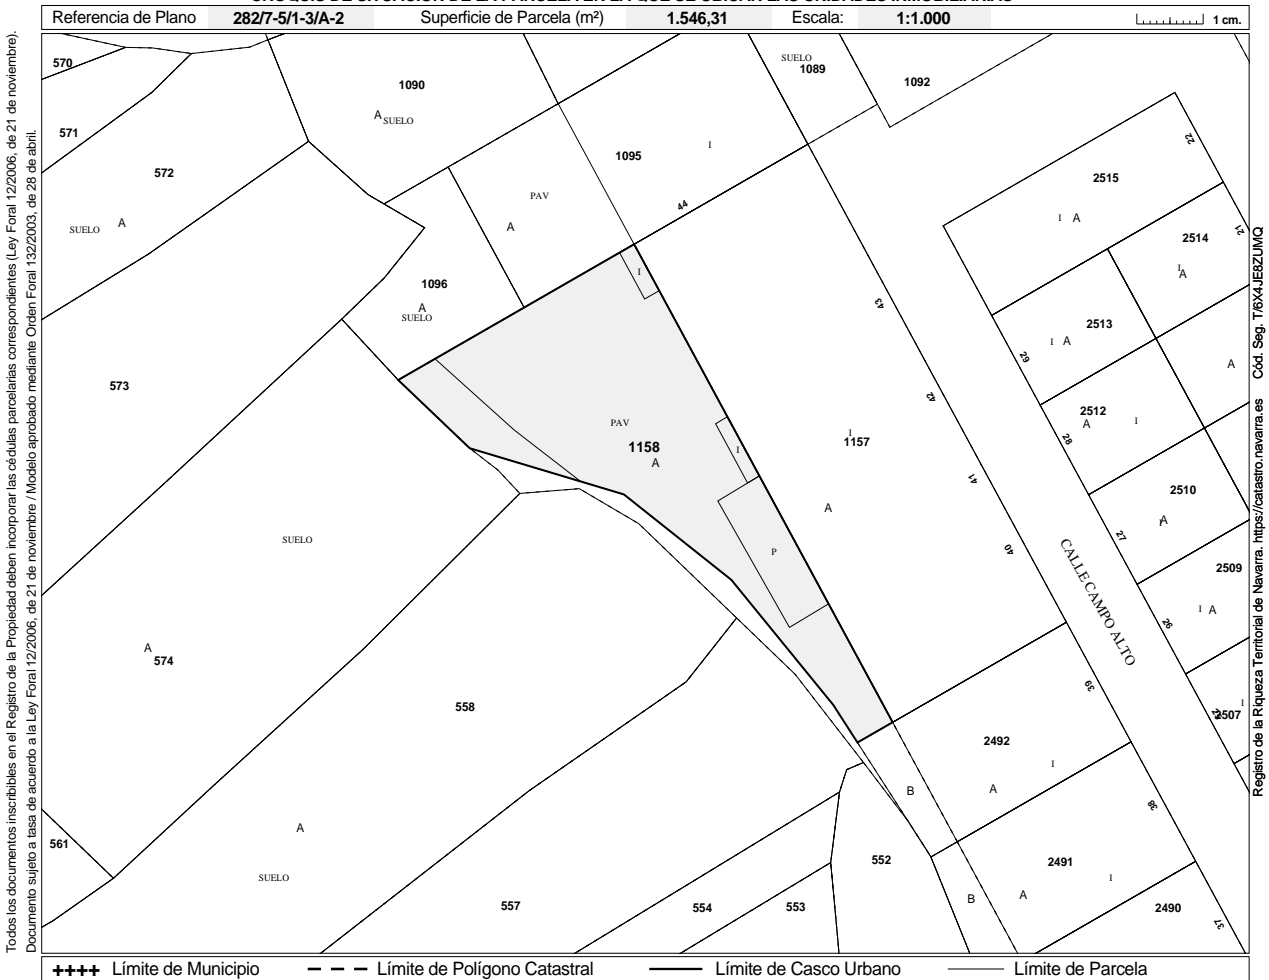 Referencia de Plano 282/7-5/1-3/A-2 Superficie de Parcela (m²) 1.546,31 Escala: 1:1.000 1 cm.
Todos los documentos inscribibles en el Registro de la Propiedad deben incorporar las cédulas parcelarias correspondientes (Ley Foral 12/2006, de 21 de noviembre).
Documento sujeto a tasa de acuerdo a la Ley Foral 12/2006, de 21 de noviembre / Modelo aprobado mediante Orden Foral 132/2003, de 28 de abril.
570
1090
A SUELO
SUELO
1089
1092
571
572
SUELO A
1095 I
PAV
A
44
2515
I A
22
2514
I
A
21
1096
A
SUELO
I
43
2513
I A
29
573
A
42
2512
A I
28
PAV
1158
A
I
I
1157
A
41
2510
I A
27
SUELO
P
40
CALLE CAMPO ALTO
2509
I A
26
A
574
558
39
I
2507
2492
I
A
B
38
561
A
SUELO
552
2491
I
A
B
557
554
553
2490
37
Registro de la Riqueza Territorial de Navarra. https://catastro.navarra.es Cód. Seg. T/6X4JE8ZUMQ
++++ Límite de Municipio Límite de Polígono Catastral Límite de Casco Urbano Límite de Parcela